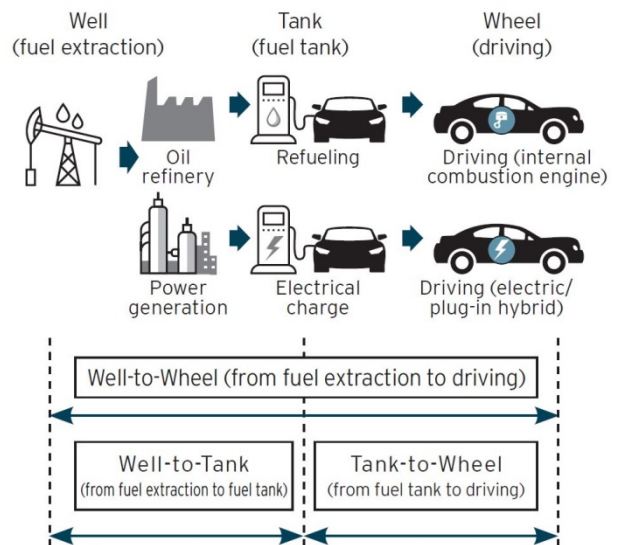 Well
(fuel extraction)
Tank
(fuel tank)
Wheel
(driving)
Oil
refinery
Refueling
Driving (internal
combustion engine)
Power
generation
Electrical
charge
Driving (electric/
plug-in hybrid)
Well-to-Wheel (from fuel extraction to driving)
Well-to-Tank
(from fuel extraction to fuel tank)
Tank-to-Wheel
(from fuel tank to driving)